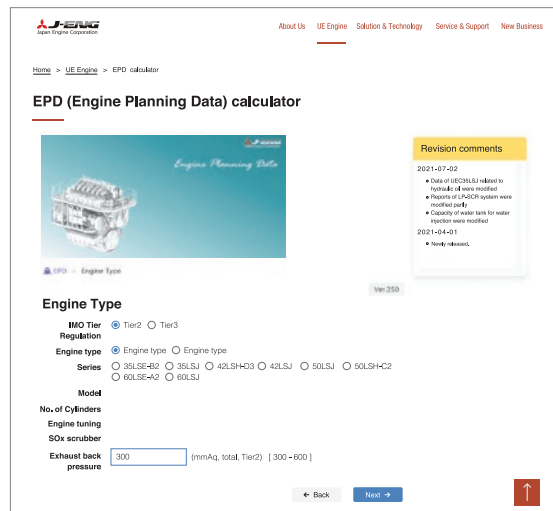 J-ENG
Japan Engine Corporation
About Us UE Engine Solution & Technology Service & Support New Business
Home > UE Engine > EPD calculator
EPD (Engine Planning Data) calculator
J-ENG
Engine Planning Data
EPD > Engine Type
Revision comments
2021-07-02
Data of UEC35LSJ related to
hydraulic oil were modified
Reports of LP-SCR system were
modified partly
Capacity of water tank for water
injection were modified
2021-04-01
Newly released.
Ver.250
Engine Type
IMO Tier
Regulation
Tier2 Tier3
Engine type Engine type Engine type
Series 35LSE-B2 35LSJ 42LSH-D3 42LSJ 50LSJ 50LSH-C2
60LSE-A2 60LSJ
Model
No. of Cylinders
Engine tuning
SOx scrubber
Exhaust back
pressure
300 (mmAq, total, Tier2) [ 300 - 600 ]
← Back Next →
↑